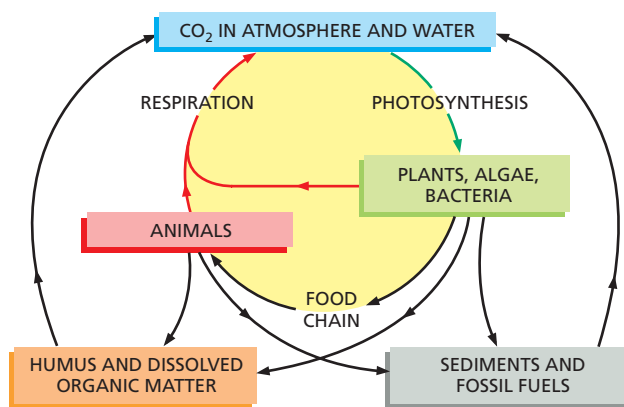 CO₂ IN ATMOSPHERE AND WATER
RESPIRATION
PHOTOSYNTHESIS
PLANTS, ALGAE,
BACTERIA
ANIMALS
FOOD
CHAIN
HUMUS AND DISSOLVED
ORGANIC MATTER
SEDIMENTS AND
FOSSIL FUELS